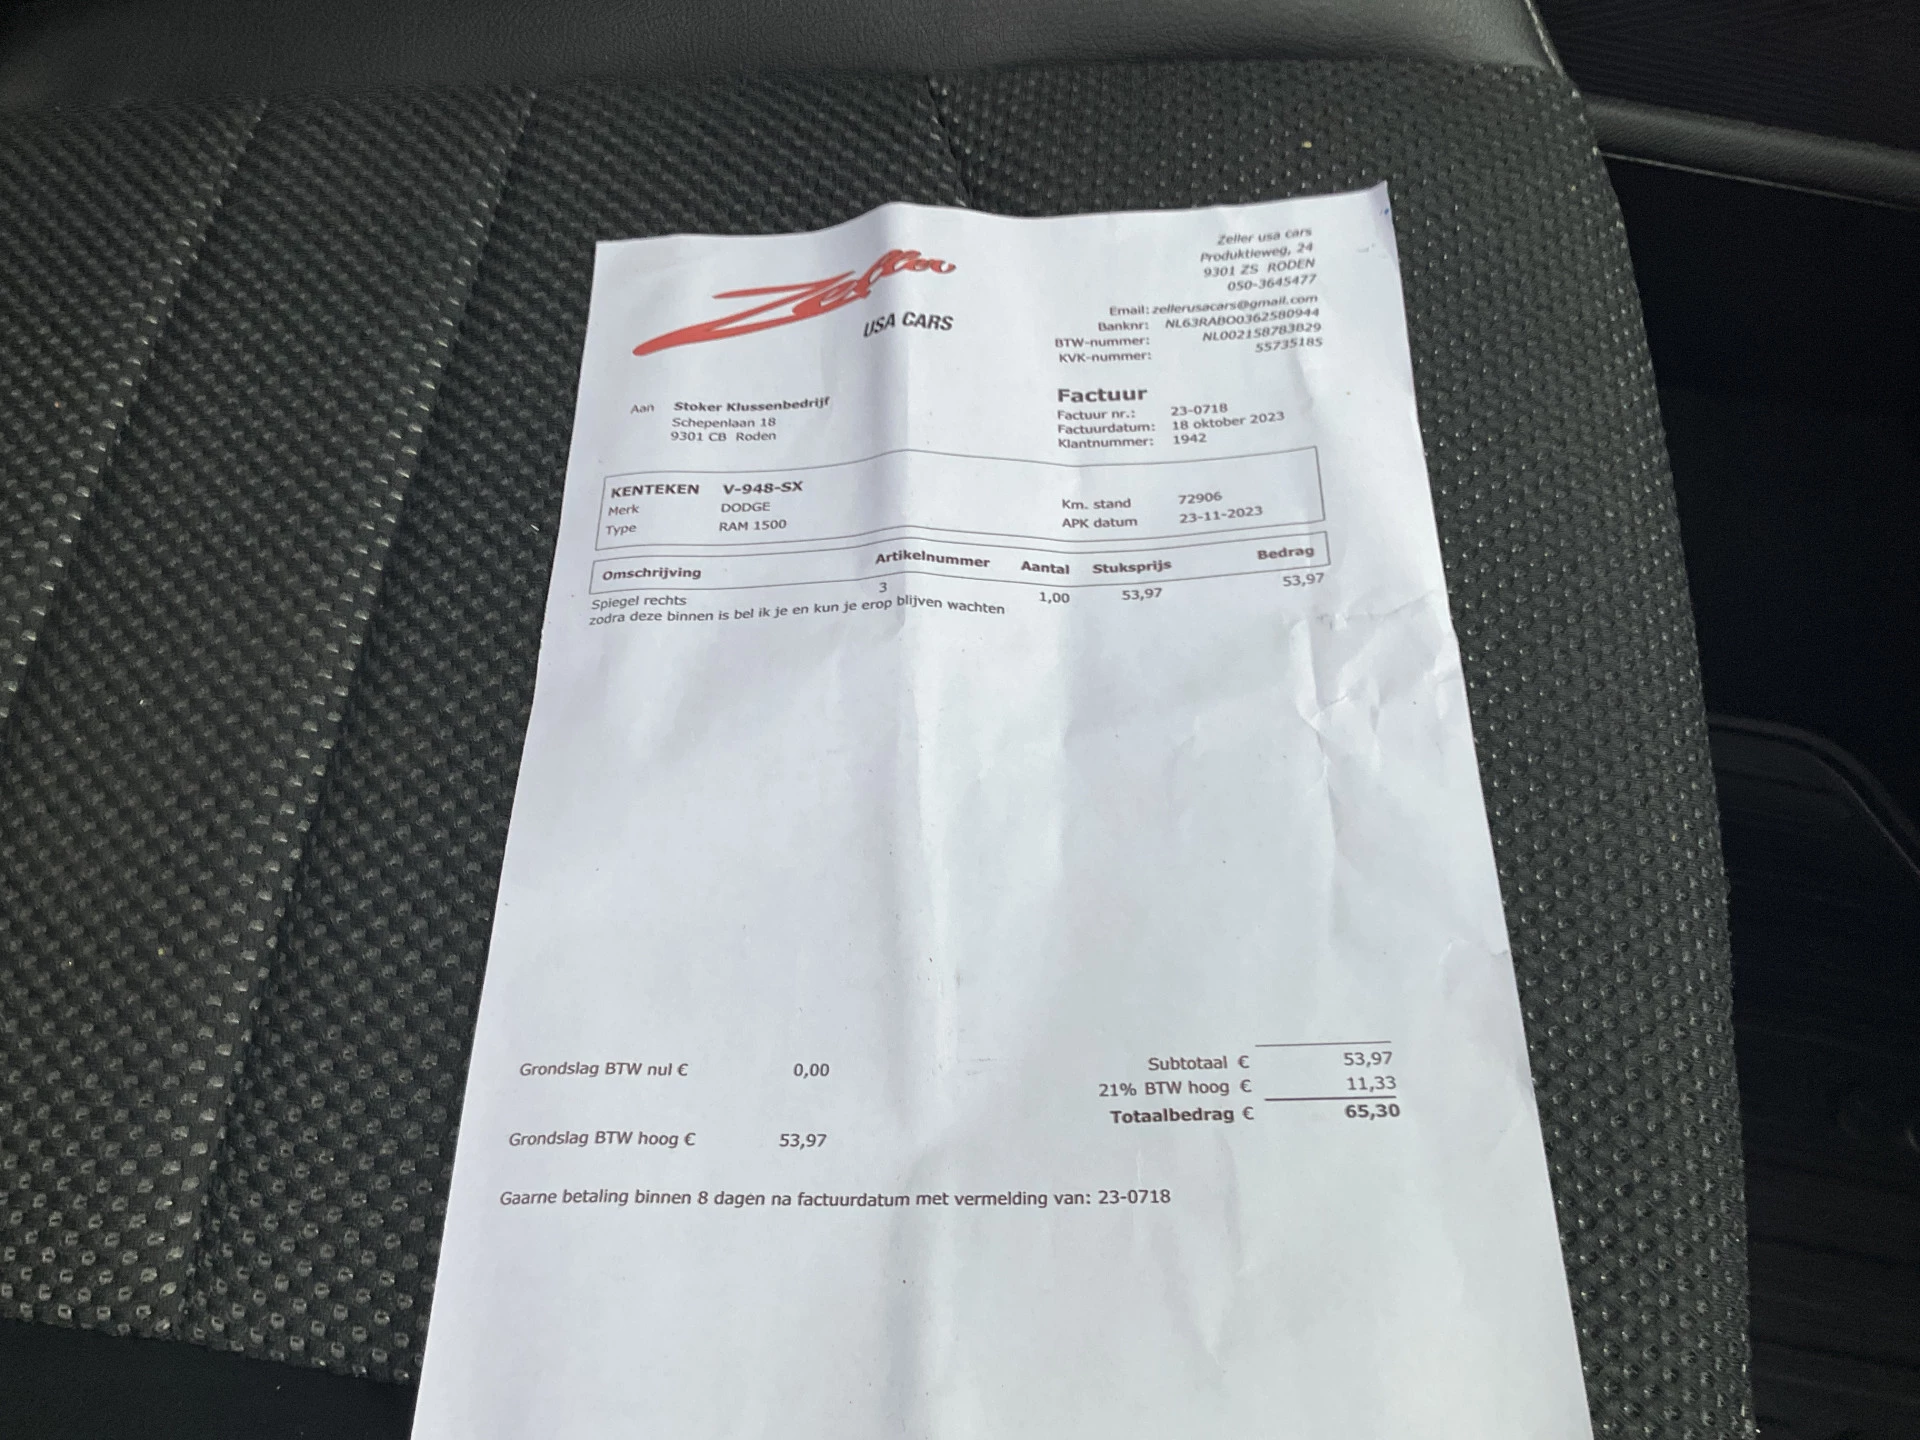 Zeller
USA CARS
Zeller usa cars
Produktieweg, 24
9301 ZS RODEN
050-3645477
Email: zellerusacars@gmail.com
Banknr: NL63RABO0362580944
BTW-nummer: NL002158783B29
KVK-nummer: 55735185
Aan Stoker Klussenbedrijf
Schepenlaan 18
9301 CB Roden
Factuur
Factuur nr.: 23-0718
Factuurdatum: 18 oktober 2023
Klantnummer: 1942
KENTEKEN V-948-SX
Merk DODGE
Type RAM 1500
Km. stand 72906
APK datum 23-11-2023
Omschrijving Artikelnummer Aantal Stuksprijs Bedrag
Spiegel rechts 3 1,00 53,97 53,97
zodra deze binnen is bel ik je en kun je erop blijven wachten
Grondslag BTW nul € 0,00
Grondslag BTW hoog € 53,97
Subtotaal € 53,97
21% BTW hoog € 11,33
Totaalbedrag € 65,30
Gaarne betaling binnen 8 dagen na factuurdatum met vermelding van: 23-0718